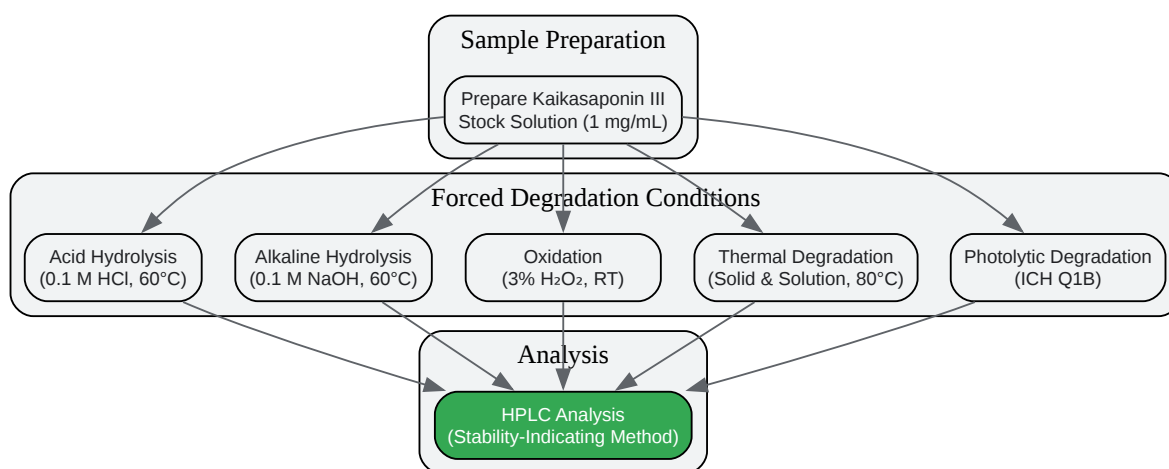 Sample Preparation
Prepare Kaikasaponin III
Stock Solution (1 mg/mL)
Forced Degradation Conditions
Acid Hydrolysis
(0.1 M HCl, 60°C)
Alkaline Hydrolysis
(0.1 M NaOH, 60°C)
Oxidation
(3% H₂O₂, RT)
Thermal Degradation
(Solid & Solution, 80°C)
Photolytic Degradation
(ICH Q1B)
Analysis
HPLC Analysis
(Stability-Indicating Method)